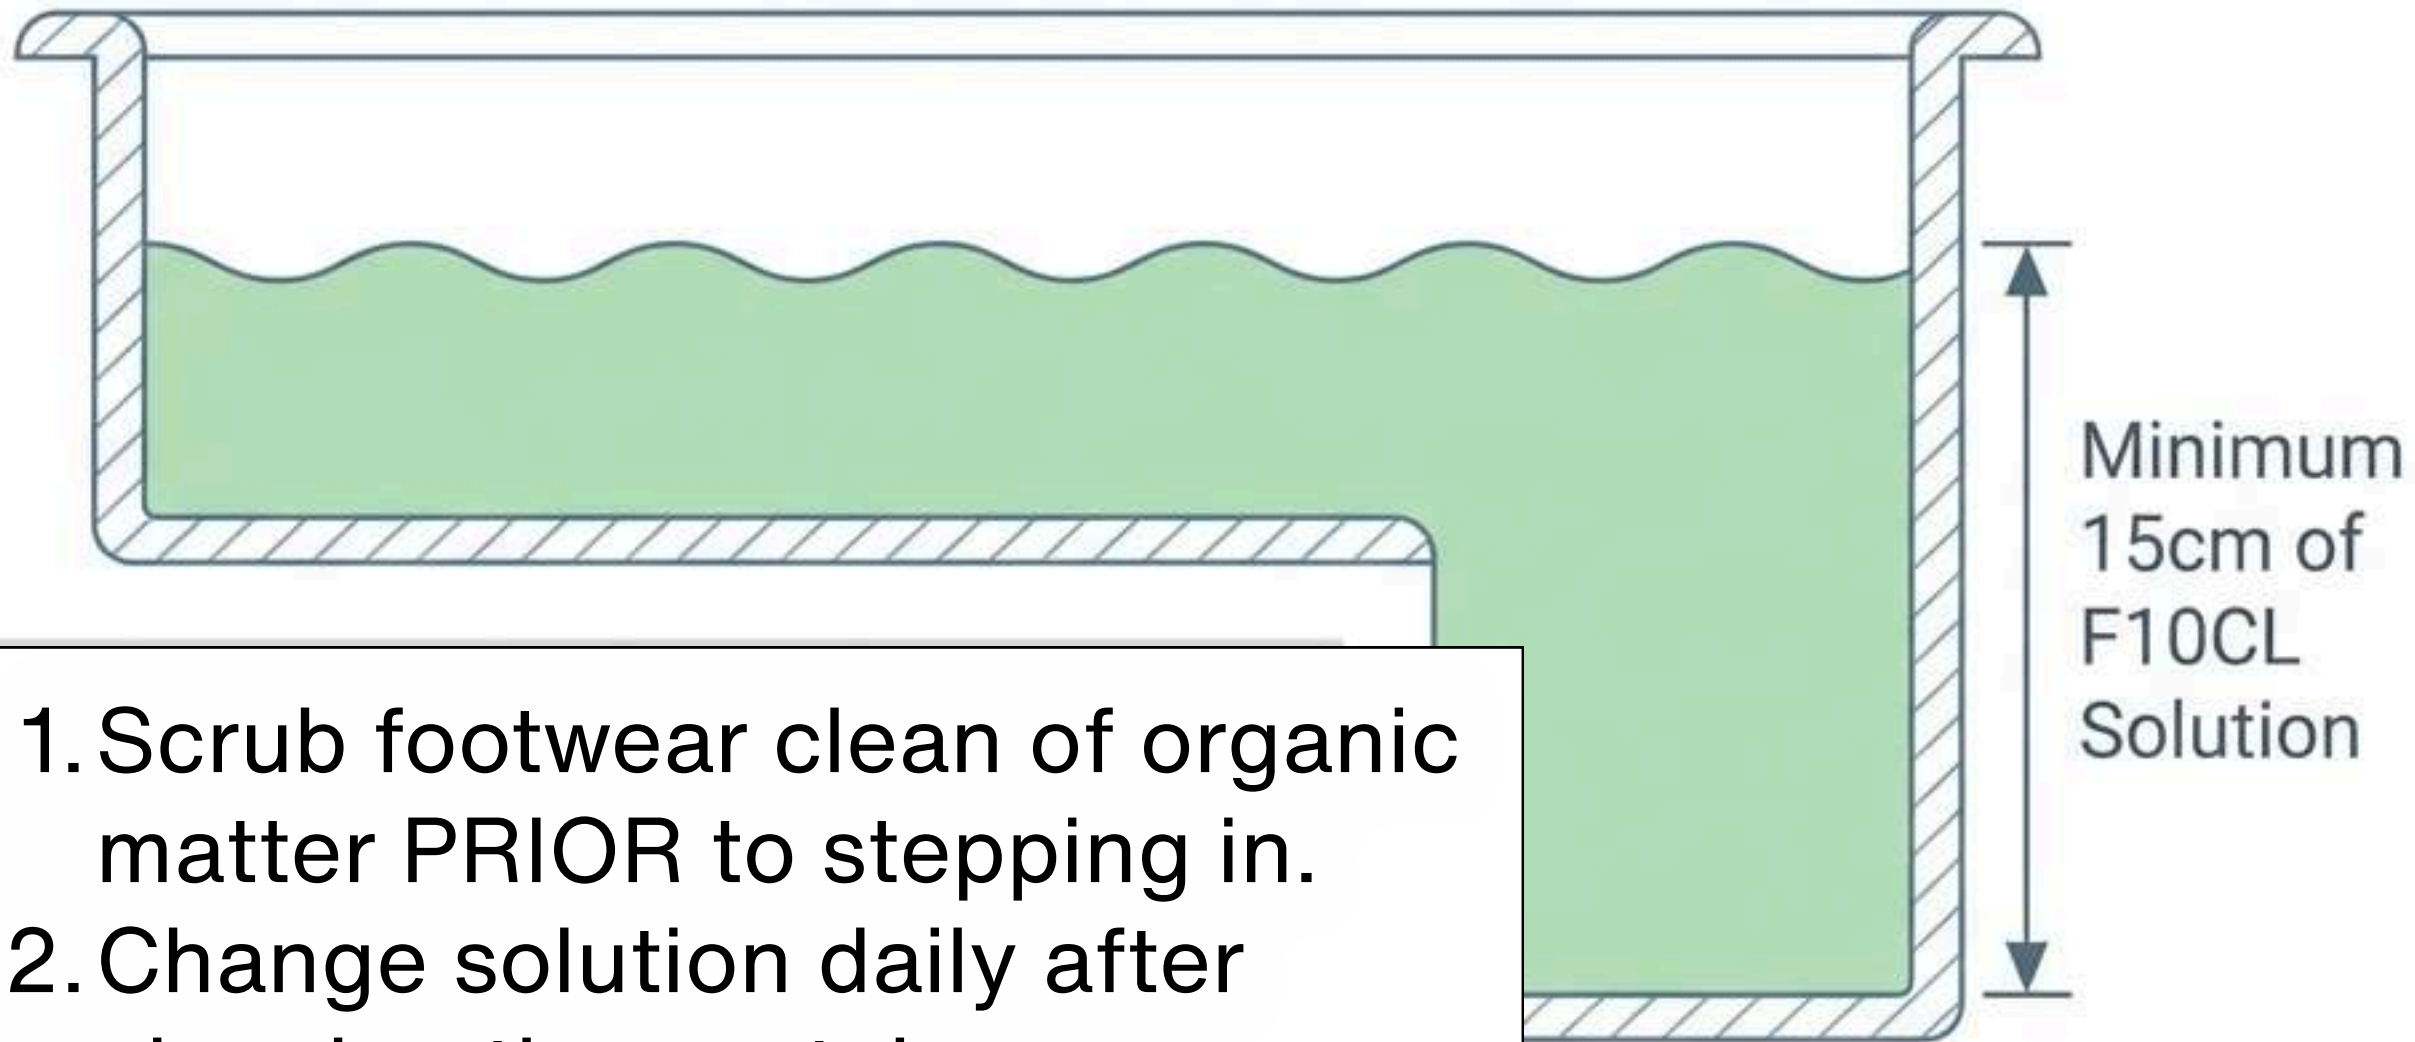 Minimum
15cm of
F10CL
Solution
1. Scrub footwear clean of organic
matter PRIOR to stepping in.
2. Change solution daily after